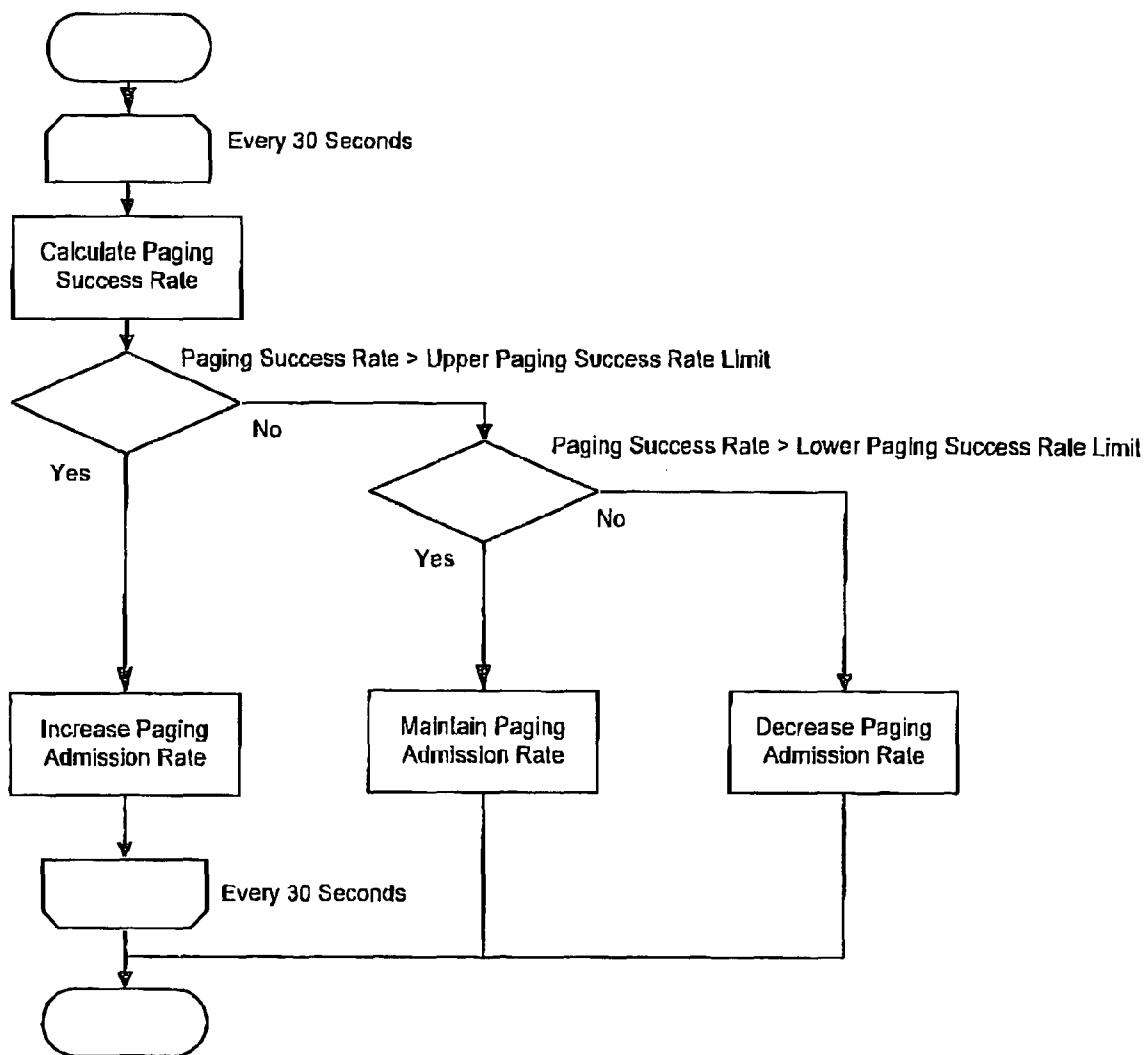 Every 30 Seconds
Calculate Paging
Success Rate
Paging Success Rate > Upper Paging Success Rate Limit
No
Yes
Paging Success Rate > Lower Paging Success Rate Limit
No
Yes
Increase Paging
Admission Rate
Maintain Paging
Admission Rate
Decrease Paging
Admission Rate
Every 30 Seconds